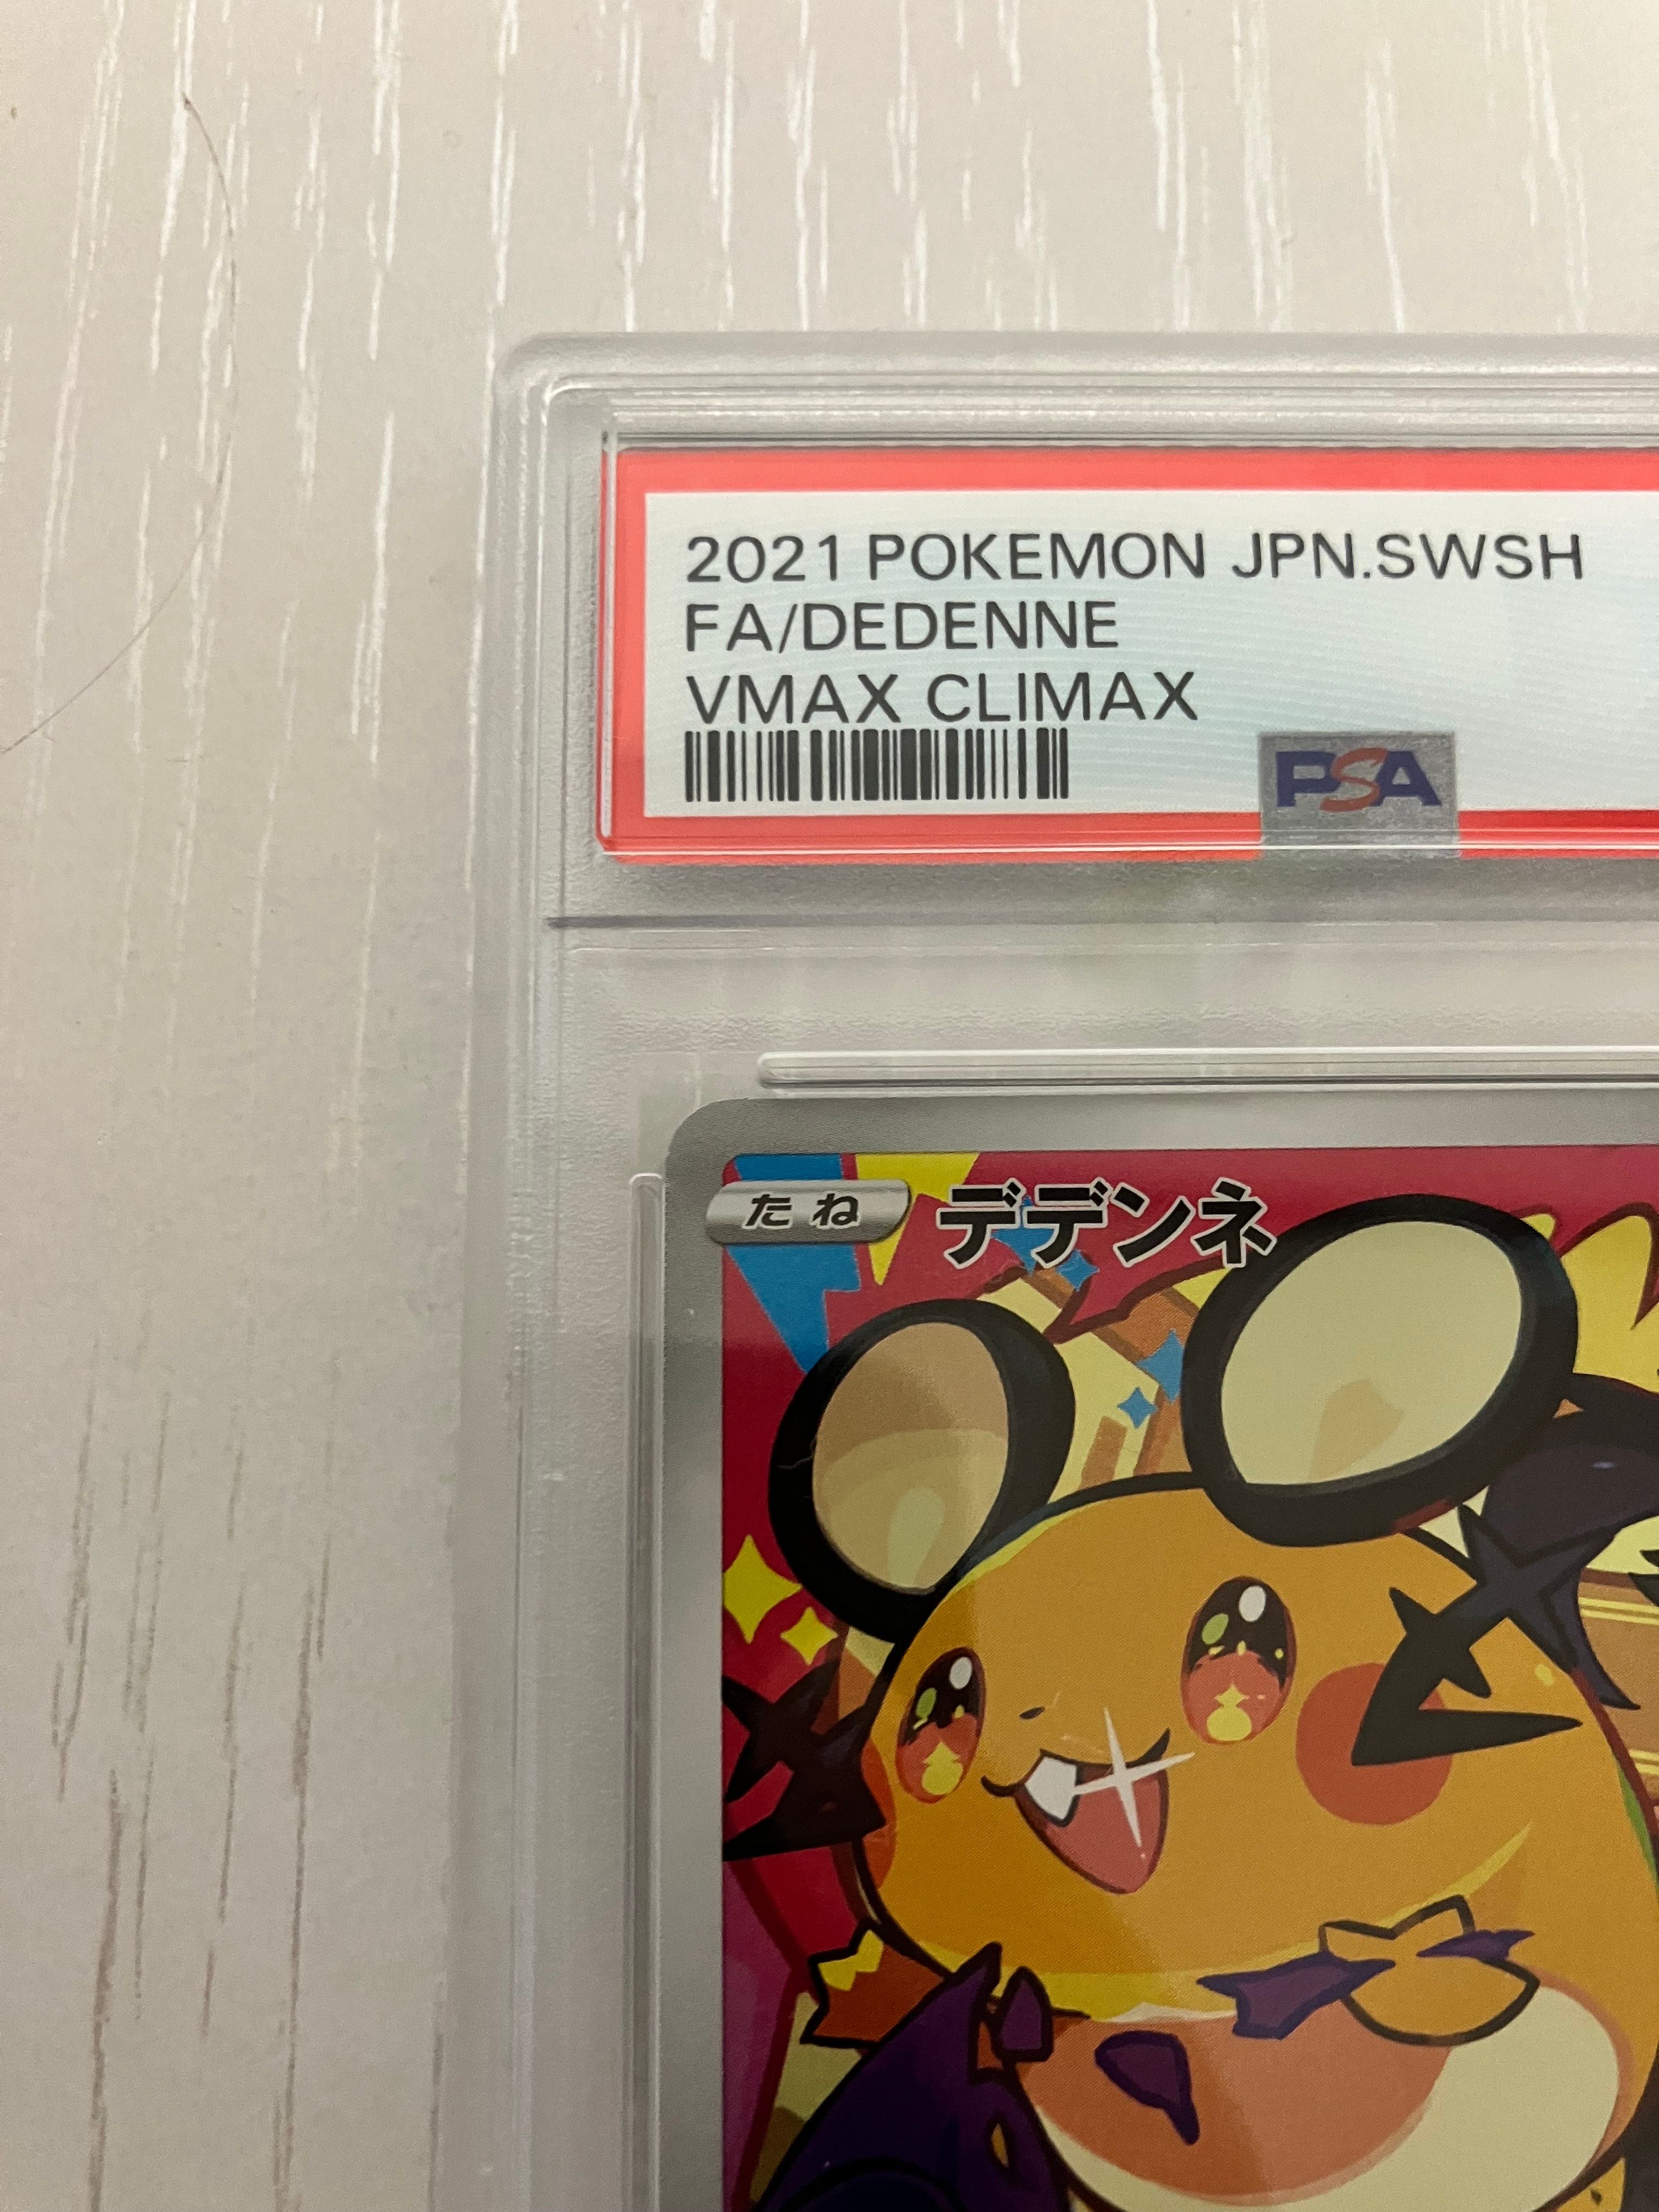 2021 POKEMON JPN.SWSH
FA/DEDENNE
VMAX CLIMAX
PSA
たね デデンネ